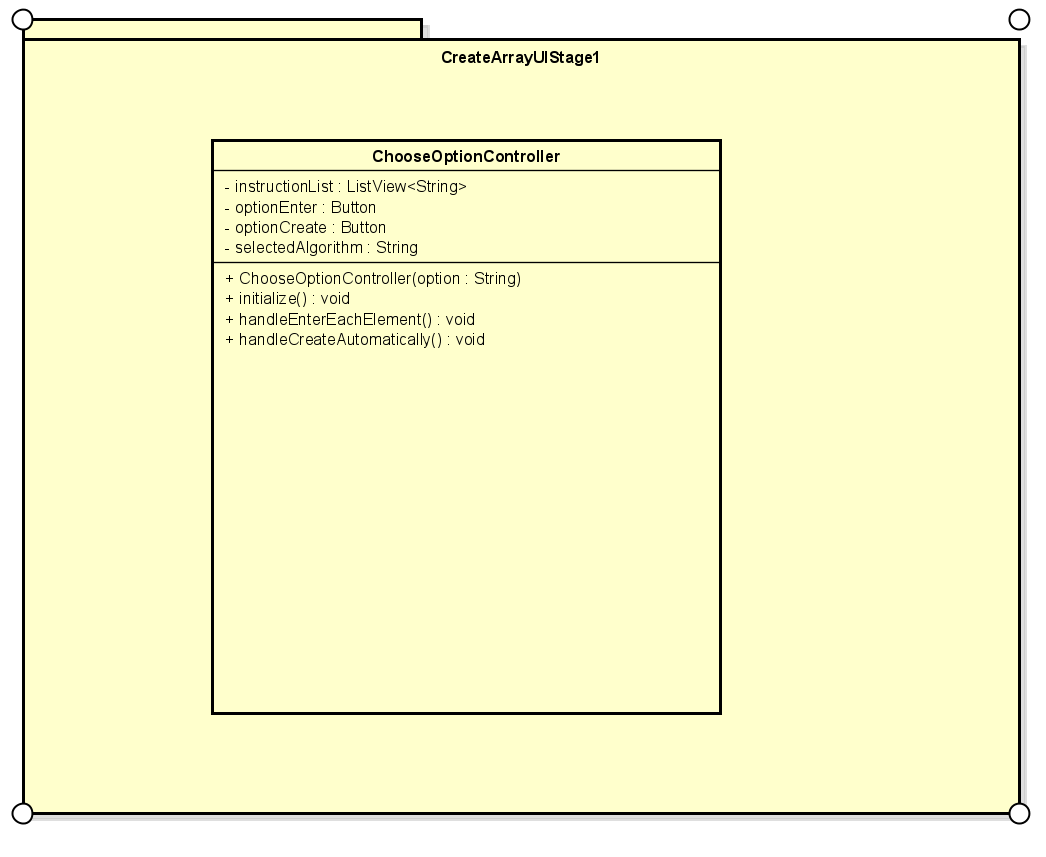 CreateArrayUIStage1
ChooseOptionController
- instructionList : ListView<String>
- optionEnter : Button
- optionCreate : Button
- selectedAlgorithm : String
+ ChooseOptionController(option : String)
+ initialize() : void
+ handleEnterEachElement() : void
+ handleCreateAutomatically() : void